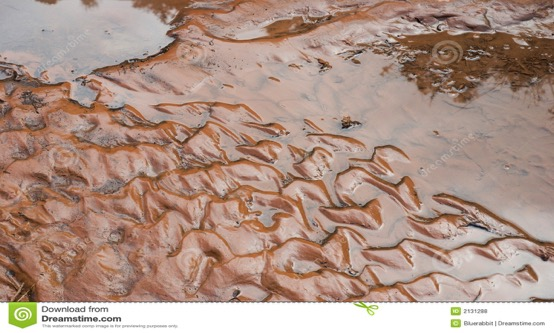 Download from
Dreamstime.com
This watermarked comp image is for previewing purposes only.
2131288
© Bluerabbit | Dreamstime.com